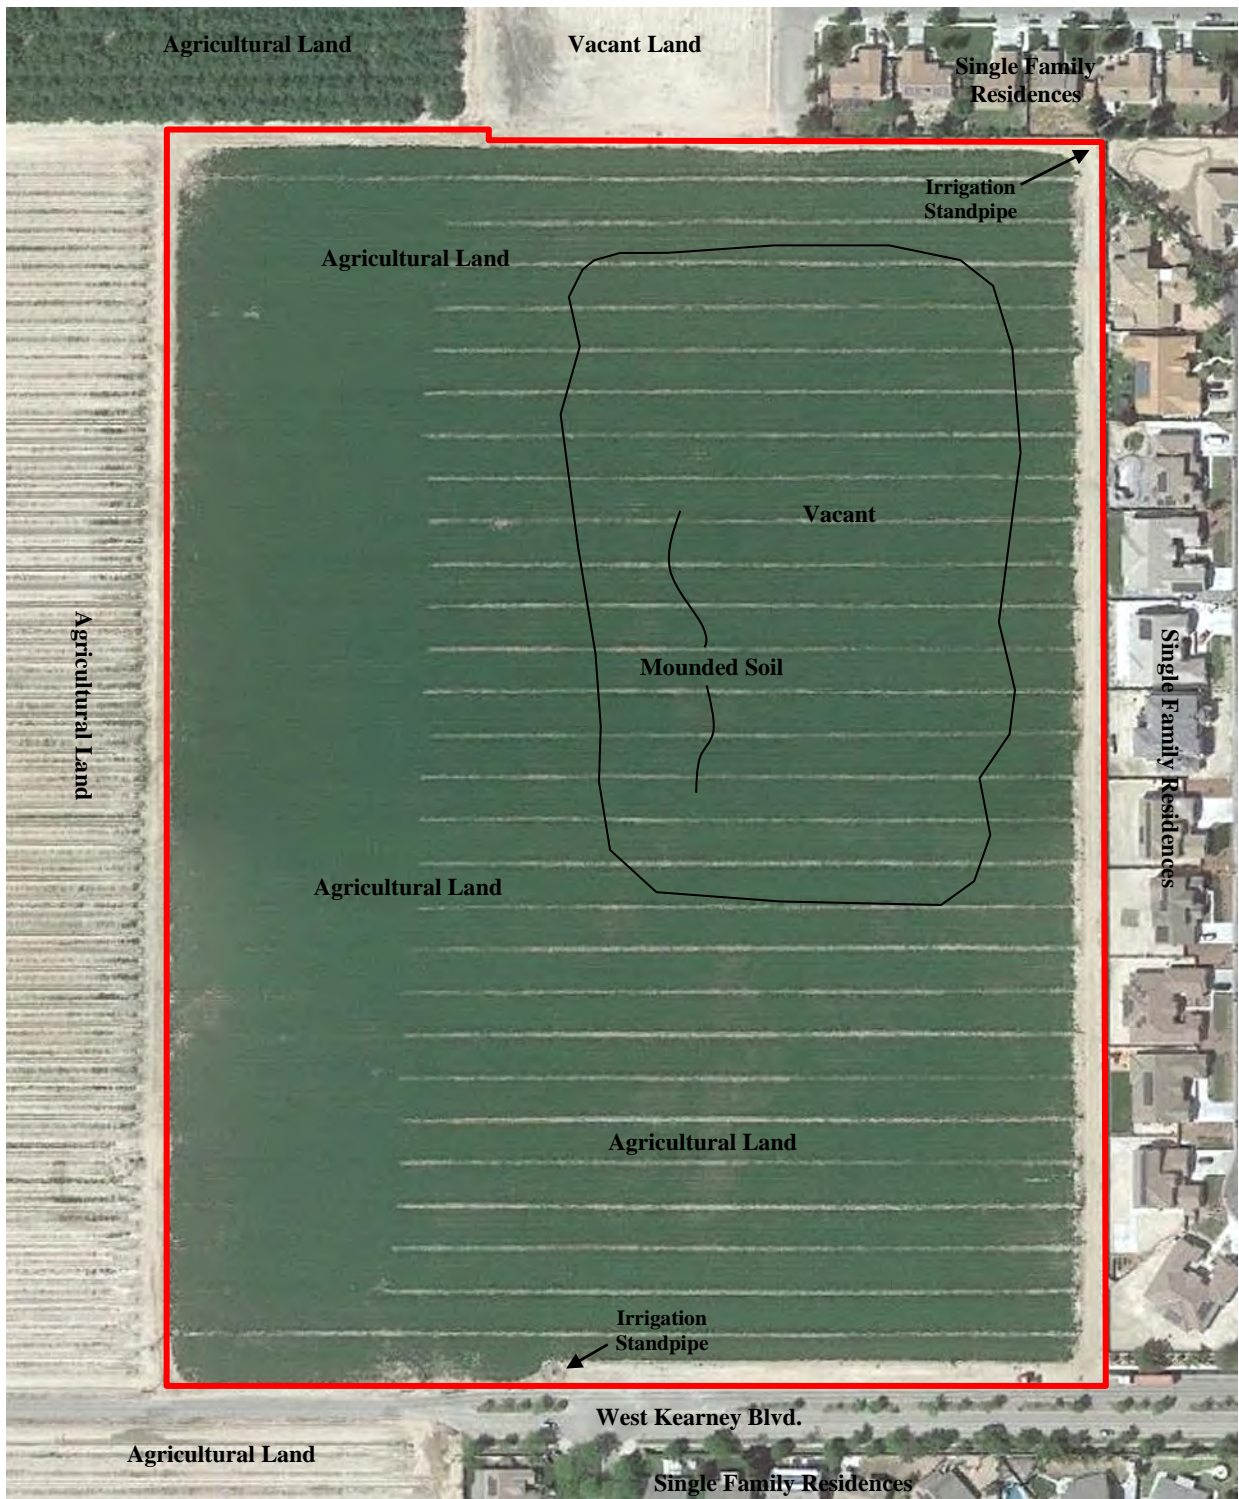 Agricultural Land
Vacant Land
Single Family
Residences
Irrigation
Standpipe
Agricultural Land
Vacant
Agricultural Land
Mounded Soil
Single Family Residences
Agricultural Land
Agricultural Land
Irrigation
Standpipe
West Kearney Blvd.
Agricultural Land
Single Family Residences